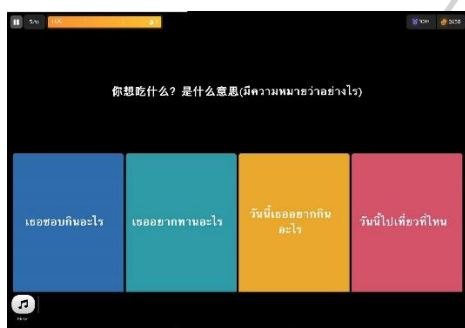 你想吃什么? 是什么意思(มีความหมายว่าอย่างไร)
เธอชอบกินอะไร
เธออยากทานอะไร
วันนี้เธออยากกิน
อะไร
วันนี้ไปเที่ยวที่ไหน